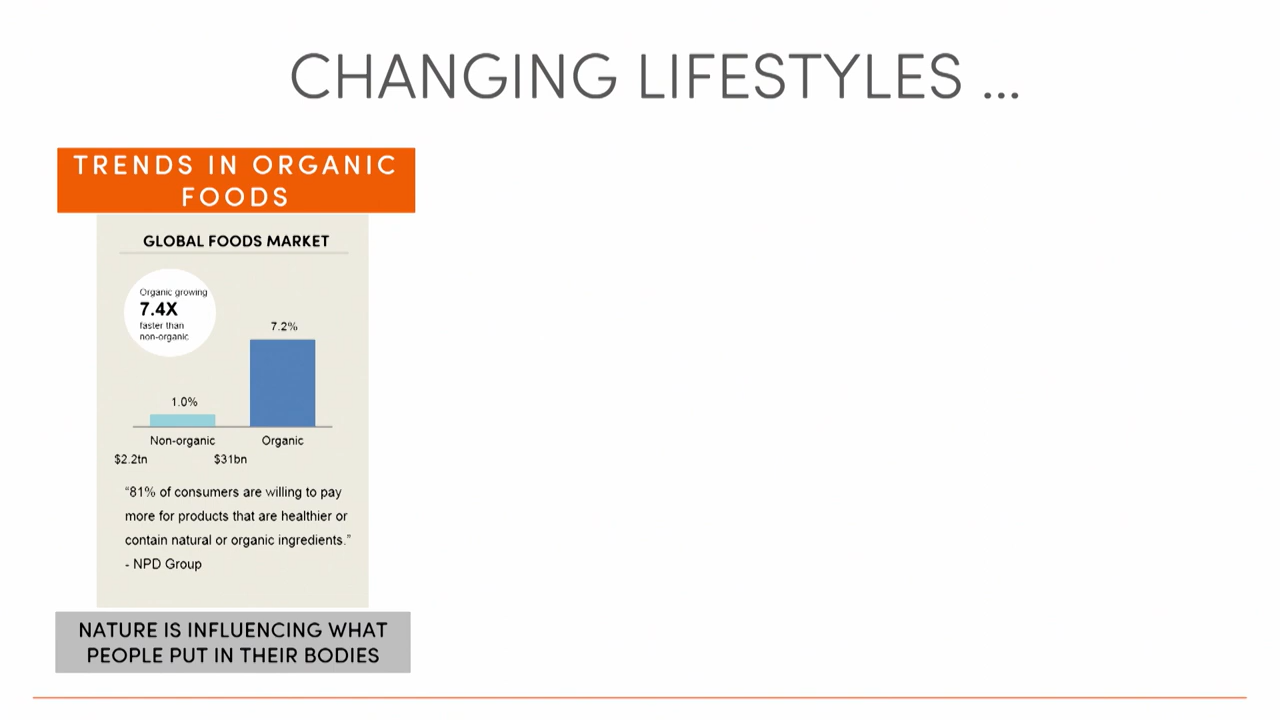 CHANGING LIFESTYLES ...
TRENDS IN ORGANIC
FOODS
GLOBAL FOODS MARKET
Organic growing
7.4X
faster than
non-organic
7.2%
1.0%
Non-organic Organic
$2.2tn $31bn
“81% of consumers are willing to pay
more for products that are healthier or
contain natural or organic ingredients.”
- NPD Group
NATURE IS INFLUENCING WHAT
PEOPLE PUT IN THEIR BODIES